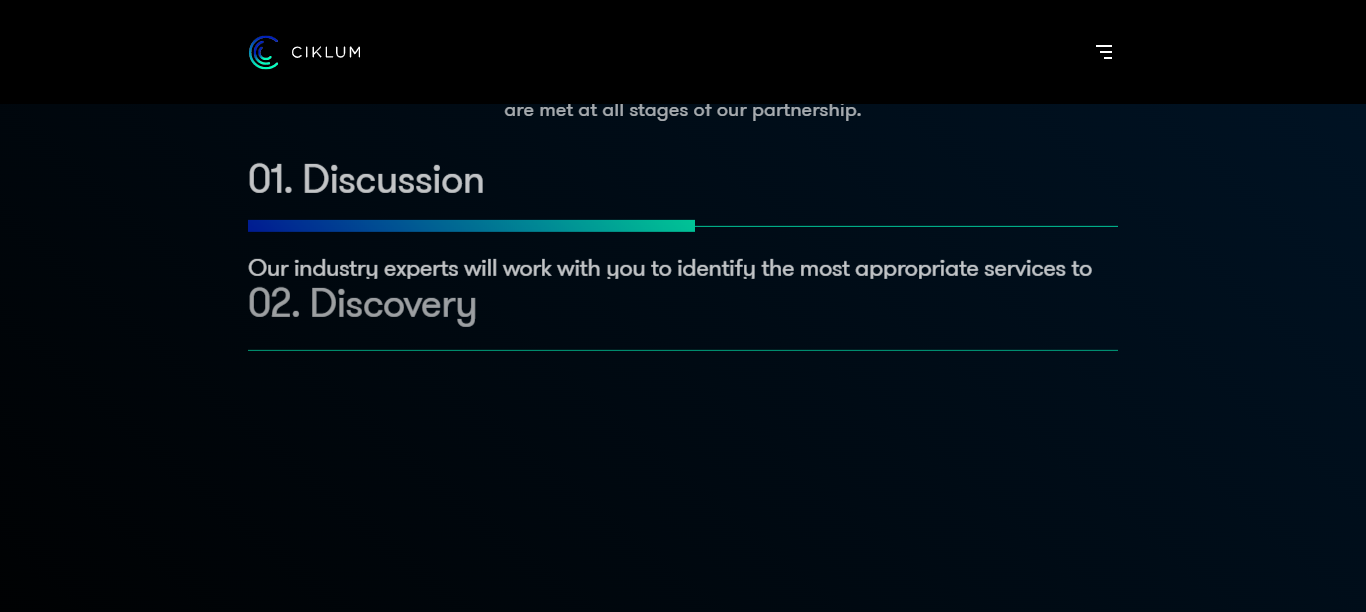 CIKLUM
are met at all stages of our partnership.
01. Discussion
Our industry experts will work with you to identify the most appropriate services to
02. Discovery